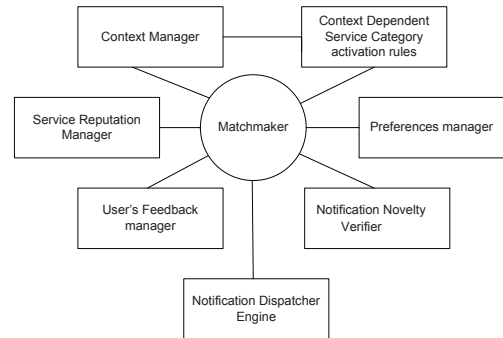 Context Manager
Context Dependent
Service Category
activation rules
Service Reputation
Manager
Matchmaker
Preferences manager
User's Feedback
manager
Notification Novelty
Verifier
Notification Dispatcher
Engine